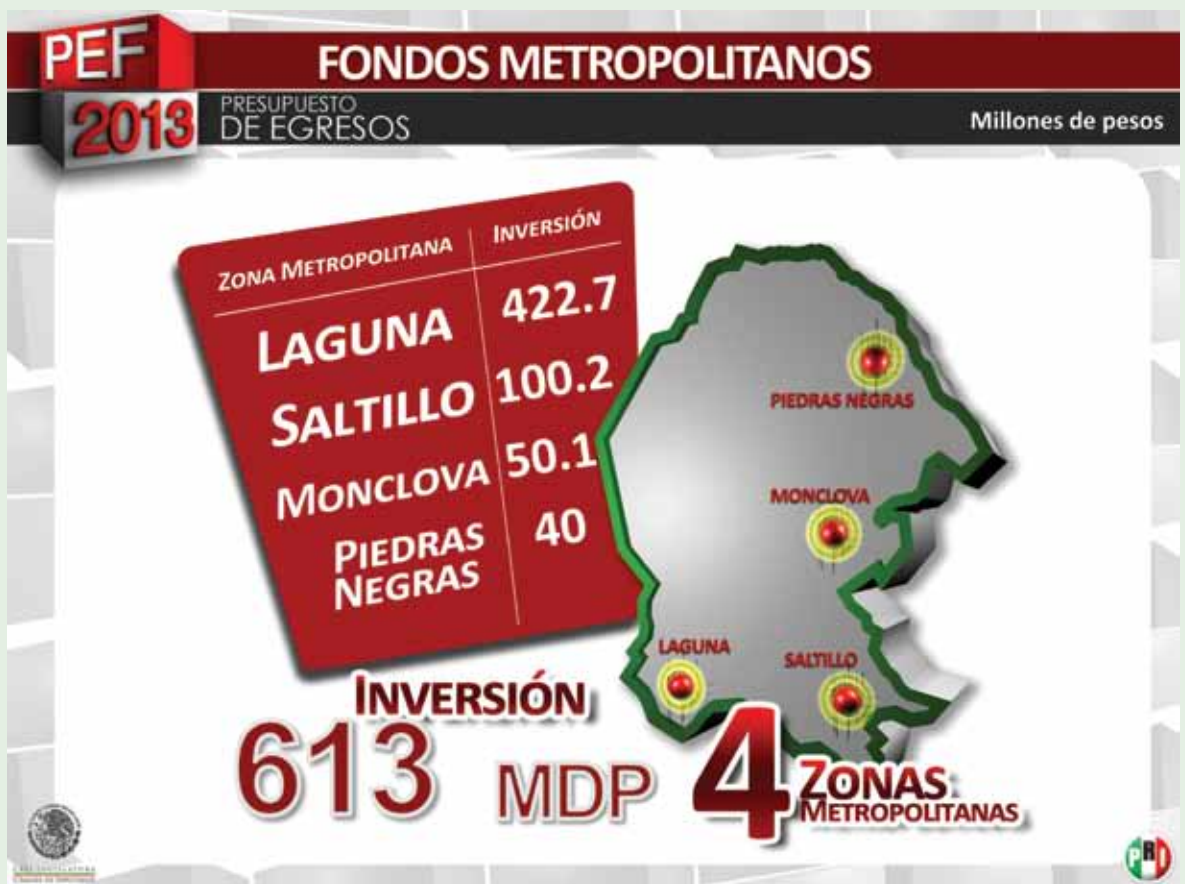 PEF
2013
FONDOS METROPOLITANOS
PRESUPUESTO
DE EGRESOS
Millones de pesos
ZONA METROPOLITANA INVERSIÓN
LAGUNA 422.7
SALTILLO 100.2
MONCLOVA 50.1
PIEDRAS
NEGRAS 40
PIEDRAS NEGRAS
MONCLOVA
LAGUNA
SALTILLO
INVERSIÓN
613 MDP
4 ZONAS
METROPOLITANAS
PRI